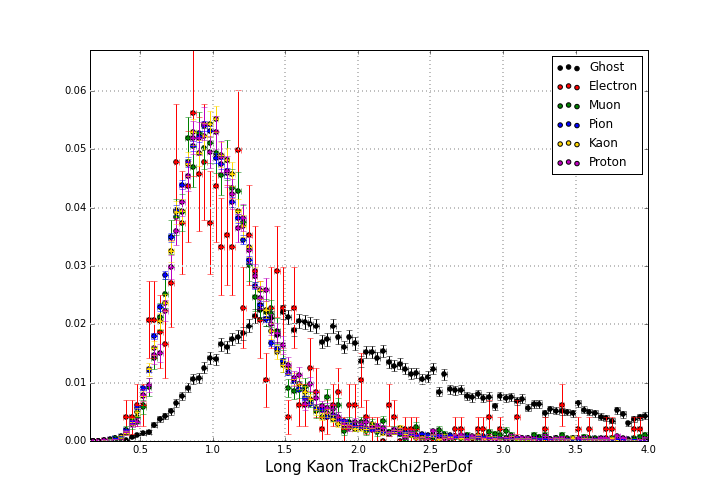 0.06
0.05
0.04
0.03
0.02
0.01
0.00
0.5 1.0 1.5 2.0 2.5 3.0 3.5 4.0
Long Kaon TrackChi2PerDof
Ghost
Electron
Muon
Pion
Kaon
Proton